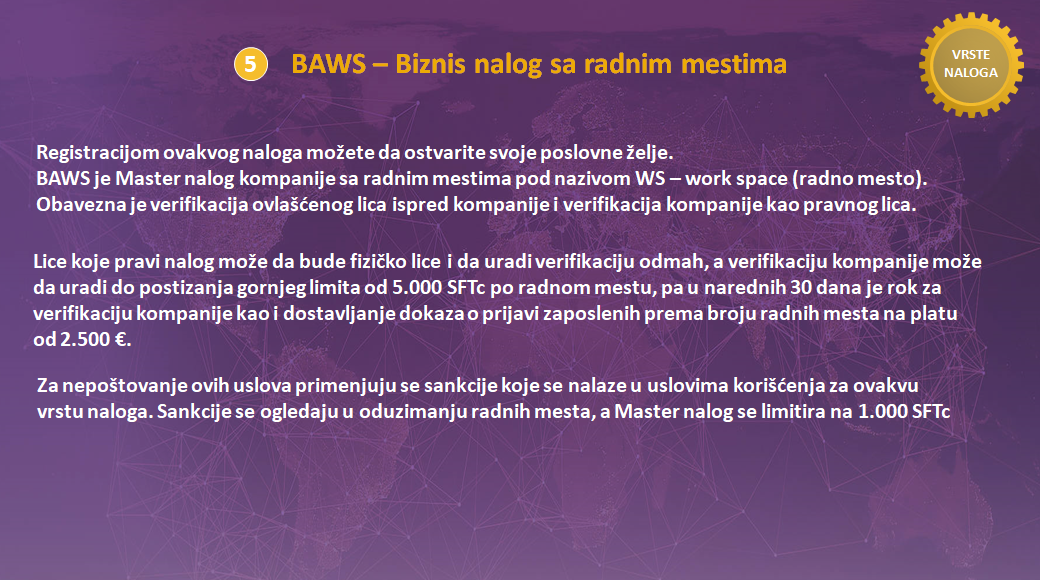 5 BAWS – Biznis nalog sa radnim mestima
VRSTE
NALOGA
Registracijom ovakvog naloga možete da ostvarite svoje poslovne želje.
BAWS je Master nalog kompanije sa radnim mestima pod nazivom WS – work space (radno mesto).
Obavezna je verifikacija ovlašćenog lica ispred kompanije i verifikacija kompanije kao pravnog lica.
Lice koje pravi nalog može da bude fizičko lice i da uradi verifikaciju odmah, a verifikaciju kompanije može
da uradi do postizanja gornjeg limita od 5.000 SFTc po radnom mestu, pa u narednih 30 dana je rok za
verifikaciju kompanije kao i dostavljanje dokaza o prijavi zaposlenih prema broju radnih mesta na platu
od 2.500 €.
Za nepoštovanje ovih uslova primenjuju se sankcije koje se nalaze u uslovima korišćenja za ovakvu
vrstu naloga. Sankcije se ogledaju u oduzimanju radnih mesta, a Master nalog se limitira na 1.000 SFTc